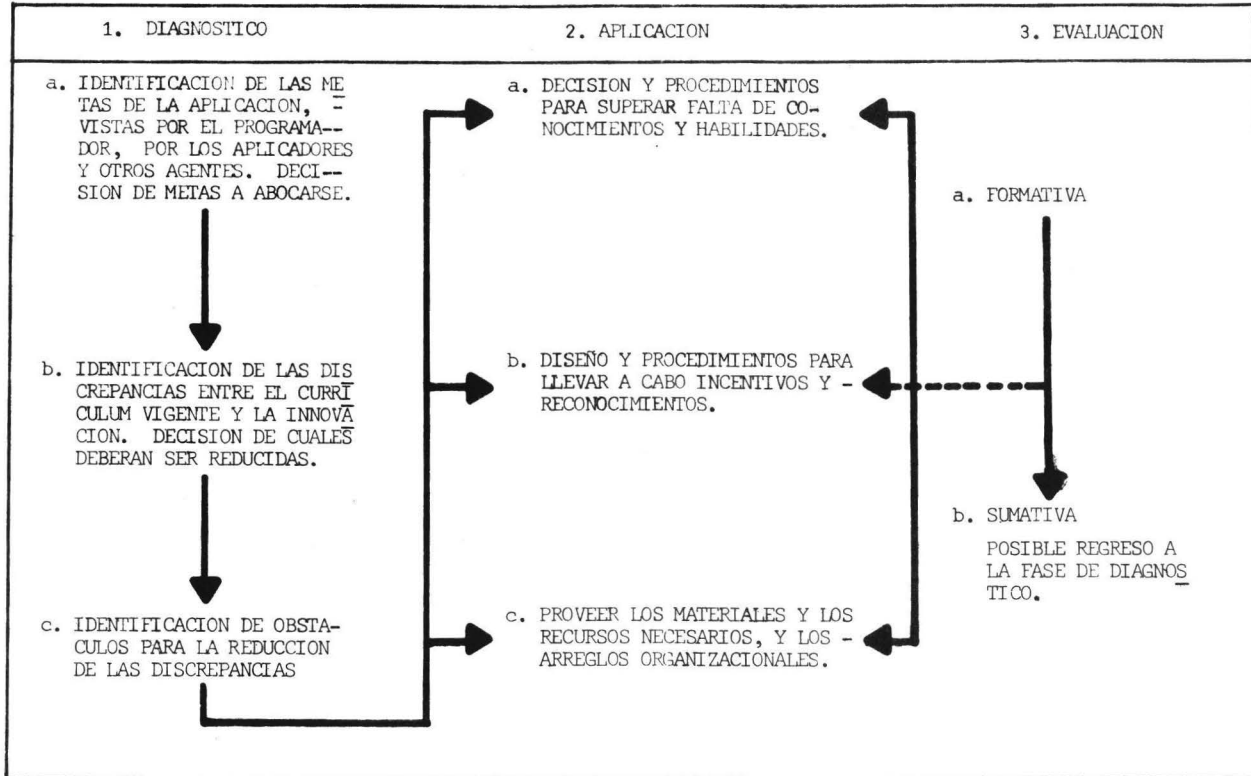 1. DIAGNOSTICO
2. APLICACION
3. EVALUACION
a. IDENTIFICACION DE LAS ME
TAS DE LA APLICACION, -
VISTAS POR EL PROGRAMA--
DOR, POR LOS APLICADORES
Y OTROS AGENTES. DECI--
SION DE METAS A ABOCARSE.
b. IDENTIFICACION DE LAS DIS
CREPANCIAS ENTRE EL CURRI
CULUM VIGENTE Y LA INNOVA
CION. DECISION DE CUALES
DEBERAN SER REDUCIDAS.
c. IDENTIFICACION DE OBSTA-
CULOS PARA LA REDUCCION
DE LAS DISCREPANCIAS
a. DECISION Y PROCEDIMIENTOS
PARA SUPERAR FALTA DE CO-
NOCIMIENTOS Y HABILIDADES.
b. DISEÑO Y PROCEDIMIENTOS PARA
LLEVAR A CABO INCENTIVOS Y -
RECONOCIMIENTOS.
c. PROVEER LOS MATERIALES Y LOS
RECURSOS NECESARIOS, Y LOS -
ARREGLOS ORGANIZACIONALES.
a. FORMATIVA
b. SUMATIVA
POSIBLE REGRESO A
LA FASE DE DIAGNOS
TICO.